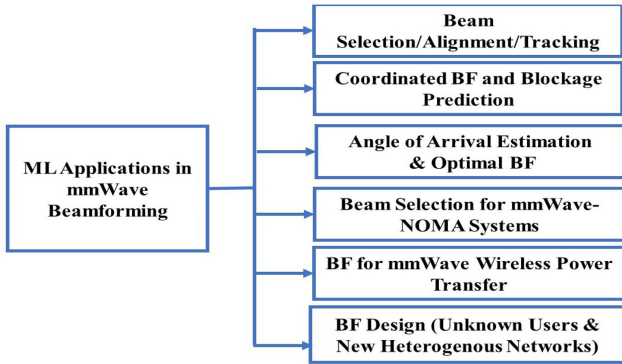 ML Applications in
mmWave
Beamforming
Beam
Selection/Alignment/Tracking
Coordinated BF and Blockage
Prediction
Angle of Arrival Estimation
& Optimal BF
Beam Selection for mmWave-
NOMA Systems
BF for mmWave Wireless Power
Transfer
BF Design (Unknown Users &
New Heterogenous Networks)